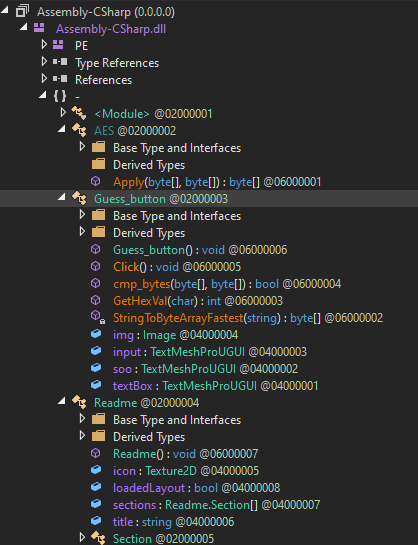 Assembly-CSharp (0.0.0.0)
Assembly-CSharp.dll
PE
Type References
References
{ } -
<Module> @02000001
AES @02000002
Base Type and Interfaces
Derived Types
Apply(byte[], byte[]) : byte[] @06000001
Guess_button @02000003
Base Type and Interfaces
Derived Types
Guess_button() : void @06000006
Click() : void @06000005
cmp_bytes(byte[], byte[]) : bool @06000004
GetHexVal(char) : int @06000003
StringToByteArrayFastest(string) : byte[] @06000002
img : Image @04000004
input : TextMeshProUGUI @04000003
soo : TextMeshProUGUI @04000002
textBox : TextMeshProUGUI @04000001
Readme @02000004
Base Type and Interfaces
Derived Types
Readme() : void @06000007
icon : Texture2D @04000005
loadedLayout : bool @04000008
sections : Readme.Section[] @04000007
title : string @04000006
Section @02000005